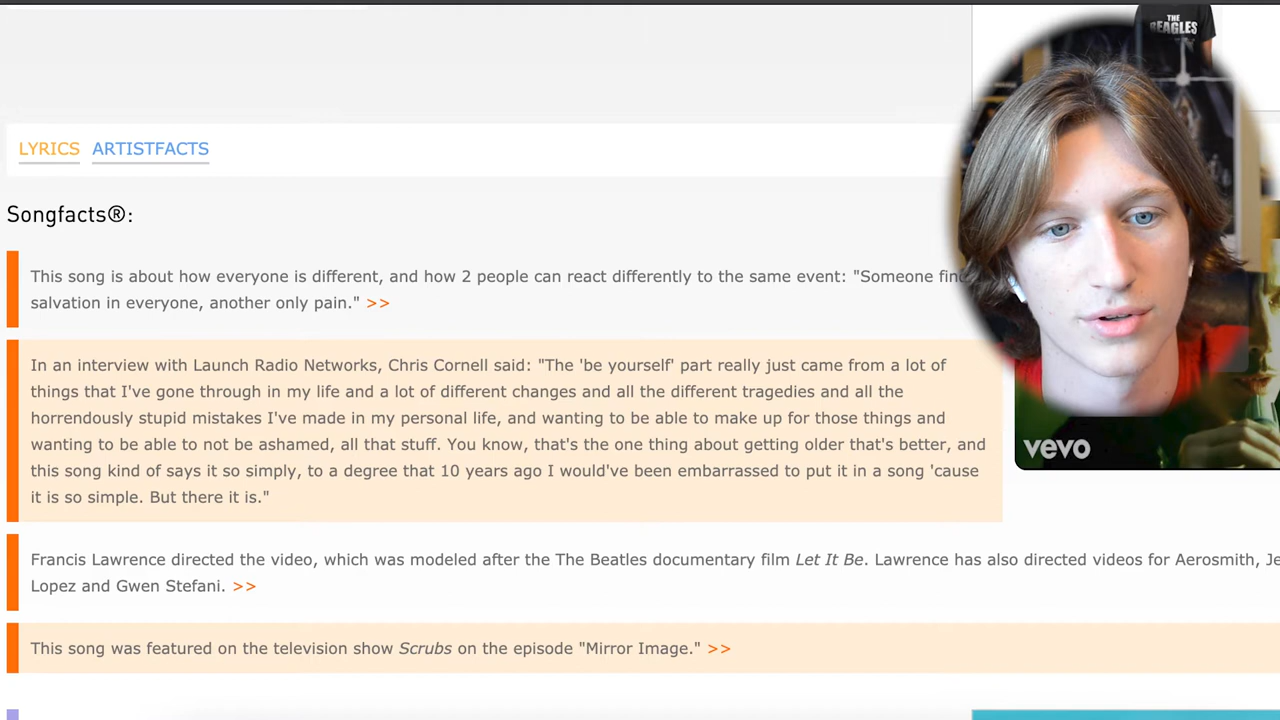 THE
BEAGLES
LYRICS ARTISTFACTS
Songfacts®:
This song is about how everyone is different, and how 2 people can react differently to the same event: "Someone
salvation in everyone, another only pain." >>
In an interview with Launch Radio Networks, Chris Cornell said: "The 'be yourself' part really just came from a lot of
things that I've gone through in my life and a lot of different changes and all the different tragedies and all the
horrendously stupid mistakes I've made in my personal life, and wanting to be able to make up for those things and
wanting to be able to not be ashamed, all that stuff. You know, that's the one thing about getting older that's better, and
this song kind of says it so simply, to a degree that 10 years ago I would've been embarrassed to put it in a song 'cause
it is so simple. But there it is."
vevo
Francis Lawrence directed the video, which was modeled after the The Beatles documentary film Let It Be. Lawrence has also directed videos for Aerosmith,
Lopez and Gwen Stefani. >>
This song was featured on the television show Scrubs on the episode "Mirror Image." >>